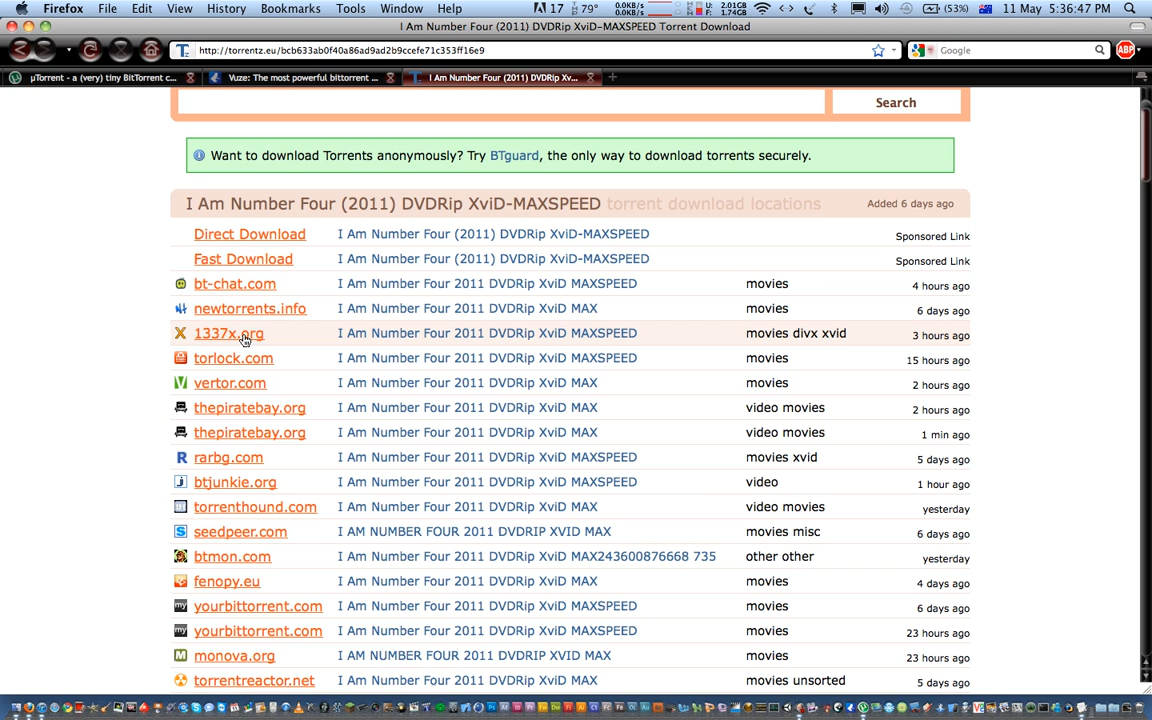 Firefox File Edit View History Bookmarks Tools Window Help 17 79° 0.0KB/s 0.0KB/s 2.01GB 1.74GB (53%) 11 May 5:36:47 PM
I Am Number Four (2011) DVDRip XviD-MAXSPEED Torrent Download
http://torrentz.eu/bcb633ab0f40a86ad9ad2b9ccefe71c353ff16e9 Google ABP
µTorrent - a (very) tiny BitTorrent c... Vuze: The most powerful bittorrent ... I Am Number Four (2011) DVDRip Xv...
Search
Want to download Torrents anonymously? Try BTguard, the only way to download torrents securely.
I Am Number Four (2011) DVDRip XviD-MAXSPEED torrent download locations Added 6 days ago
Direct Download I Am Number Four (2011) DVDRip XviD-MAXSPEED Sponsored Link
Fast Download I Am Number Four (2011) DVDRip XviD-MAXSPEED Sponsored Link
bt-chat.com I Am Number Four 2011 DVDRip XviD MAXSPEED movies 4 hours ago
newtorrents.info I Am Number Four 2011 DVDRip XviD MAX 6 days ago
1337x.org I Am Number Four 2011 DVDRip XviD MAXSPEED movies divx xvid 3 hours ago
torlock.com I Am Number Four 2011 DVDRip XviD MAXSPEED movies 15 hours ago
vertor.com I Am Number Four 2011 DVDRip XviD MAX movies 2 hours ago
thepiratebay.org I Am Number Four 2011 DVDRip XviD MAX video movies 2 hours ago
thepiratebay.org I Am Number Four 2011 DVDRip XviD MAX video movies 1 min ago
rarbg.com I Am Number Four 2011 DVDRip XviD MAXSPEED movies xvid 5 days ago
btjunkie.org I Am Number Four 2011 DVDRip XviD MAXSPEED video 1 hour ago
torrenthound.com I Am Number Four 2011 DVDRip XviD MAX video movies yesterday
seedpeer.com I AM NUMBER FOUR 2011 DVDRIP XVID MAX movies misc 6 days ago
btmon.com I Am Number Four 2011 DVDRip XviD MAX243600876668 735 other other yesterday
fenopy.eu I Am Number Four 2011 DVDRip XviD MAX movies 4 days ago
yourbittorrent.com I Am Number Four 2011 DVDRip XviD MAXSPEED movies 6 days ago
yourbittorrent.com I Am Number Four 2011 DVDRip XviD MAXSPEED movies 23 hours ago
monova.org I AM NUMBER FOUR 2011 DVDRIP XVID MAX movies 23 hours ago
torrentreactor.net I Am Number Four 2011 DVDRip XviD MAXSPEED movies unsorted 5 days ago